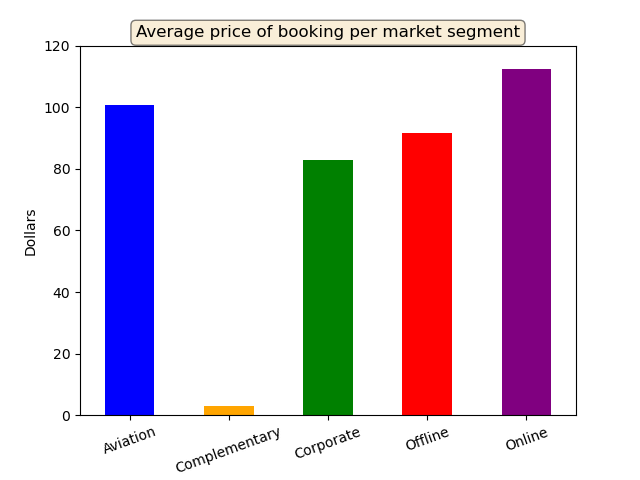 Average price of booking per market segment
120
100
80
60
40
20
0
Dollars
Aviation
Complementary
Corporate
Offline
Online